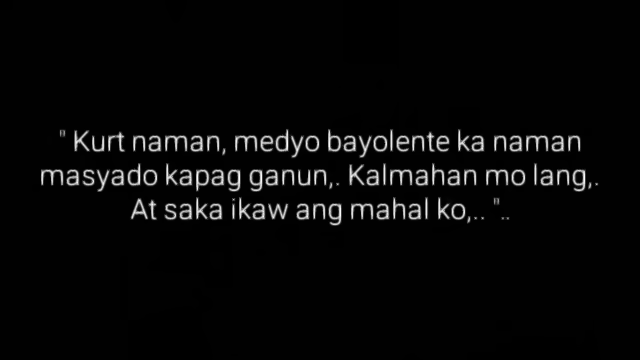 " Kurt naman, medyo bayolente ka naman
masyado kapag ganun,. Kalmahan mo lang,.
At saka ikaw ang mahal ko,.. "..